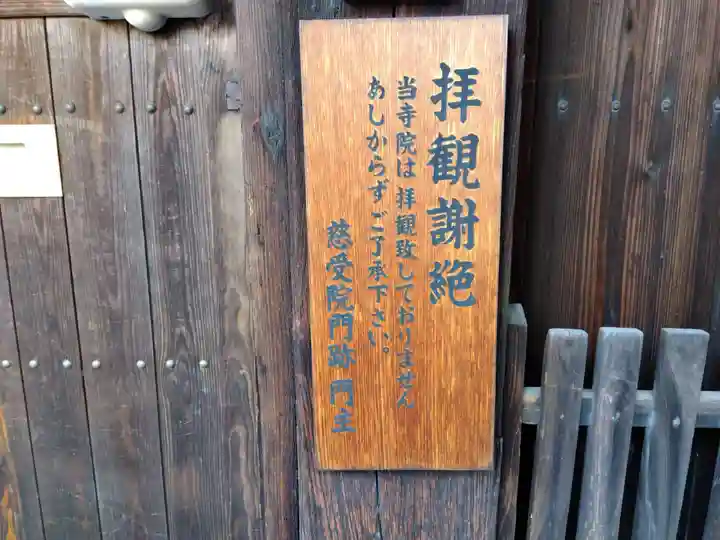 拝観謝絶
当寺院は拝観致しておりません
あしからずご了承下さい。
慈受院門跡 門主